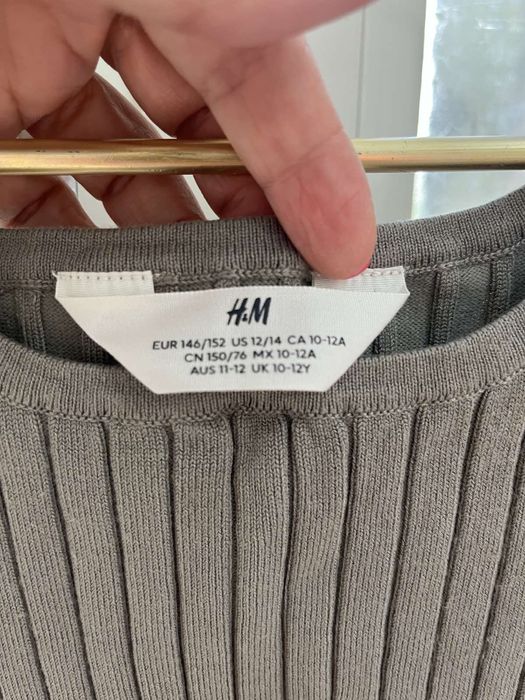 H&M
EUR 146/152 US 12/14 CA 10-12A
CN 150/76 MX 10-12A
AUS 11-12 UK 10-12Y